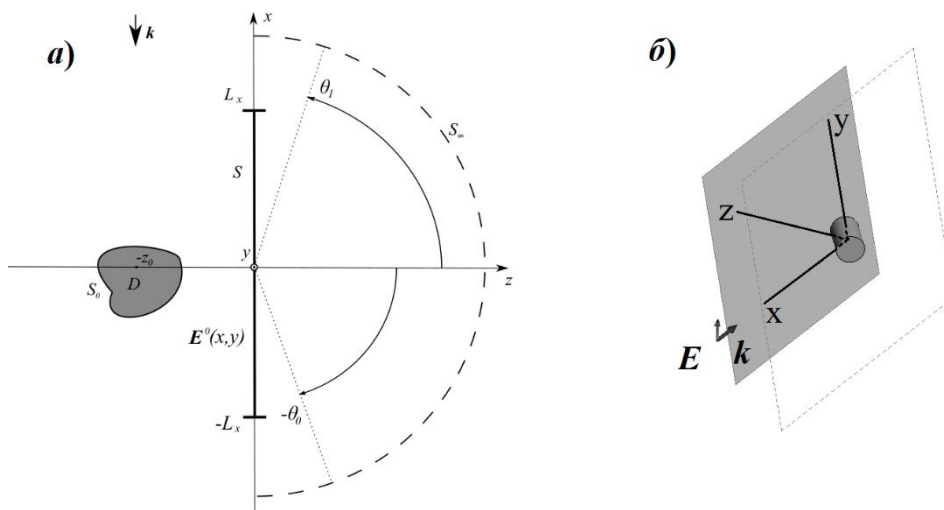 а)
k
x
L_x
θ_1
S_∞
S
-z_0
D
S_0
y
z
E^0(x,y)
-θ_0
-L_x
б)
y
z
x
E
k